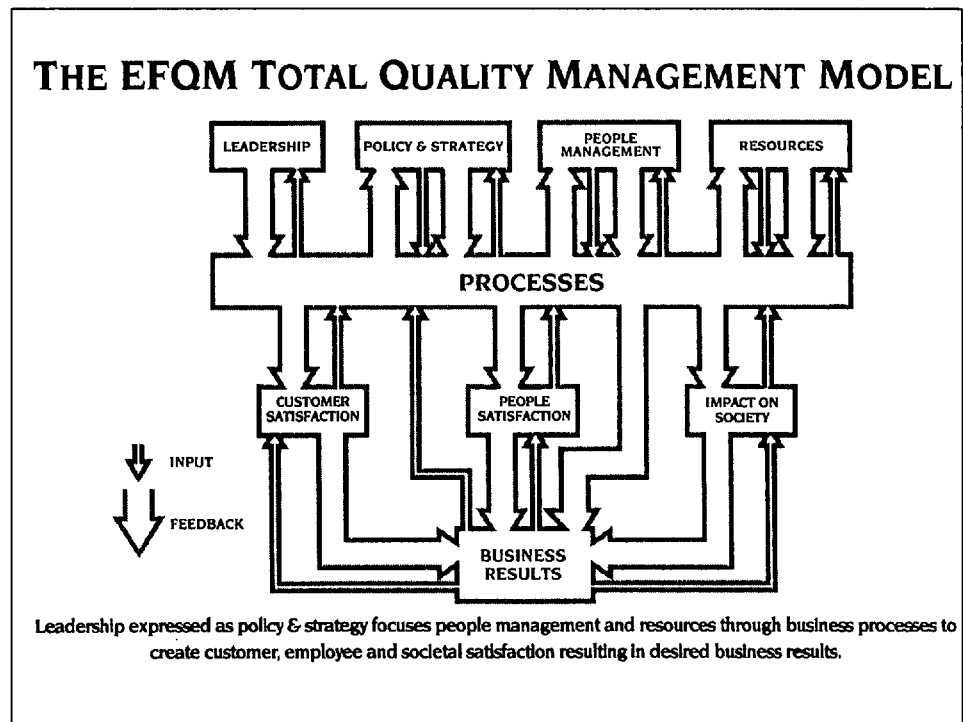 THE EFQM TOTAL QUALITY MANAGEMENT MODEL
LEADERSHIP
POLICY & STRATEGY
PEOPLE
MANAGEMENT
RESOURCES
PROCESSES
CUSTOMER
SATISFACTION
PEOPLE
SATISFACTION
IMPACT ON
SOCIETY
INPUT
FEEDBACK
BUSINESS
RESULTS
Leadership expressed as policy & strategy focuses people management and resources through business processes to
create customer, employee and societal satisfaction resulting in desired business results.